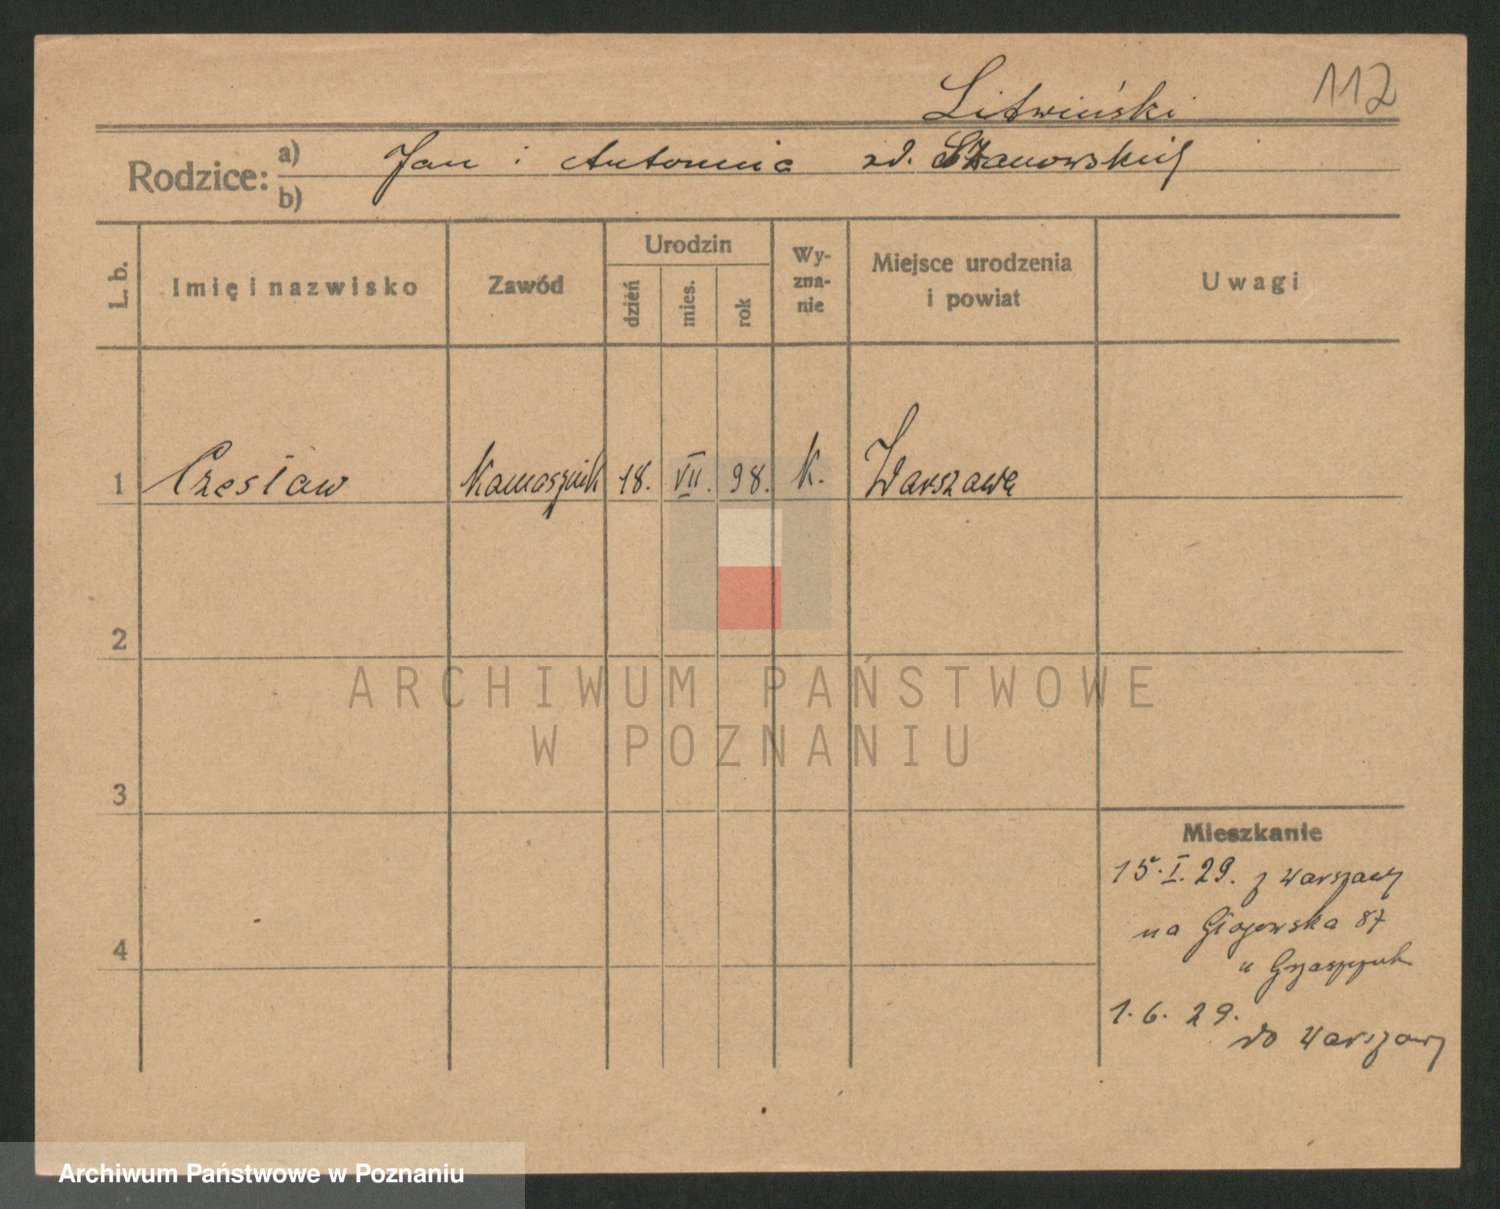 112
Litwiński
Rodzice: a) Jan i Antonina zd.
b)
L. b. Imię i nazwisko Zawód Urodzin dzień mies. rok Wy-zna-nie Miejsce urodzenia i powiat Uwagi
1 Czesław Kamasznik 18. VII. 98. K. Warszawa
2
3
4
Mieszkanie
15. I. 29. z Warszawy
na Głogowska 87
u
1. 6. 29.
do Warszawy
ARCHIWUM PAŃSTWOWE
W POZNANIU
Archiwum Państwowe w Poznaniu